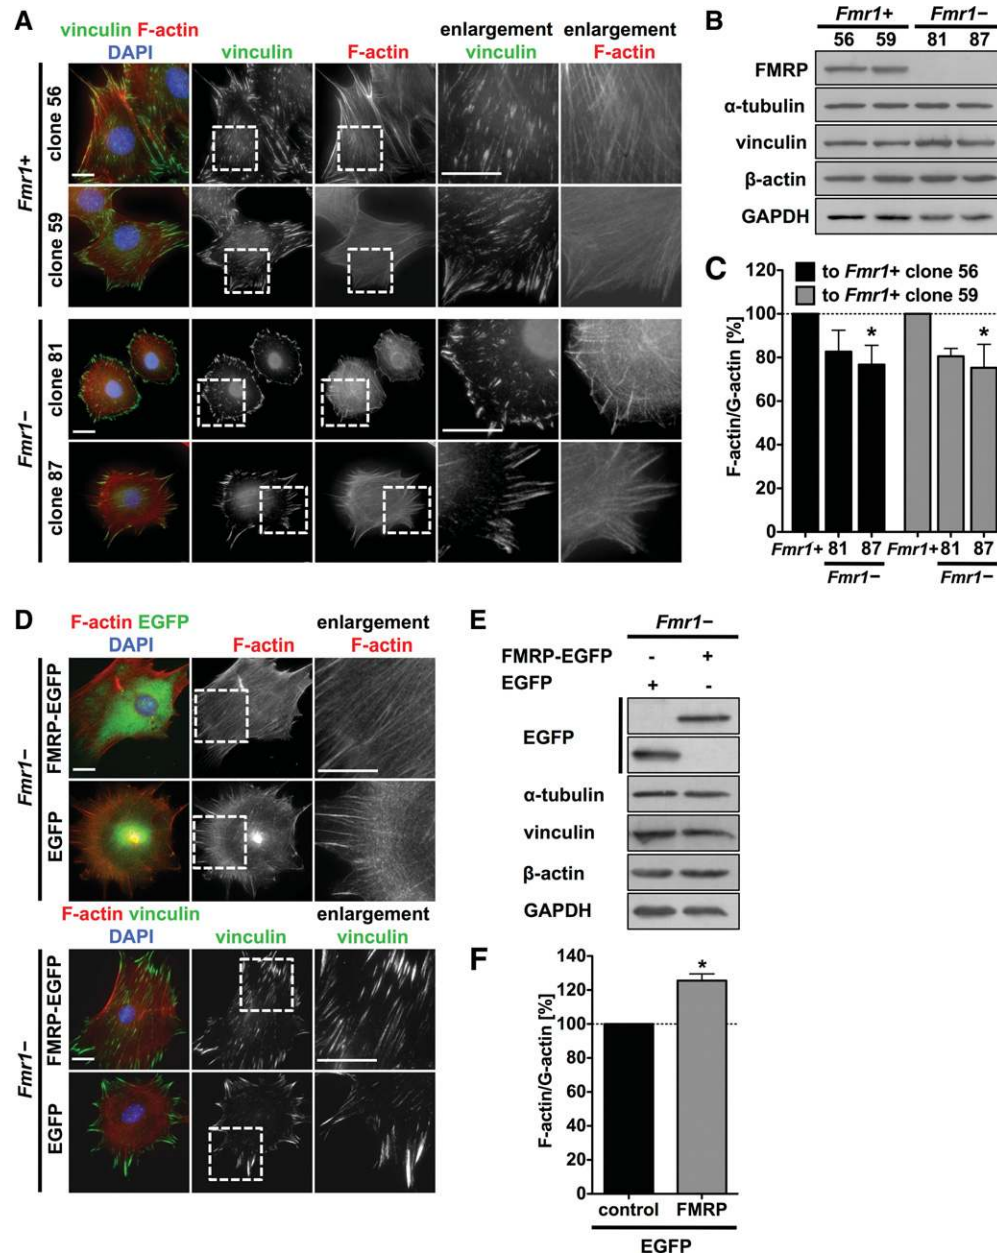 A
vinculin F-actin
DAPI
vinculin
F-actin
enlargement
vinculin
enlargement
F-actin
Fmr1+
clone 56
clone 59
Fmr1−
clone 81
clone 87
B
Fmr1+ Fmr1−
56 59 81 87
FMRP
α-tubulin
vinculin
β-actin
GAPDH
C
to Fmr1+ clone 56
to Fmr1+ clone 59
F-actin/G-actin [%]
120
100
80
60
40
20
0
* *
Fmr1+ 81 87 Fmr1+ 81 87
Fmr1− Fmr1−
D
F-actin EGFP
DAPI
F-actin
enlargement
F-actin
Fmr1−
FMRP-EGFP
EGFP
F-actin vinculin
DAPI
vinculin
enlargement
vinculin
Fmr1−
FMRP-EGFP
EGFP
E
Fmr1−
FMRP-EGFP - +
EGFP + -
EGFP
α-tubulin
vinculin
β-actin
GAPDH
F
F-actin/G-actin [%]
140
120
100
80
60
40
20
0
*
control FMRP
EGFP